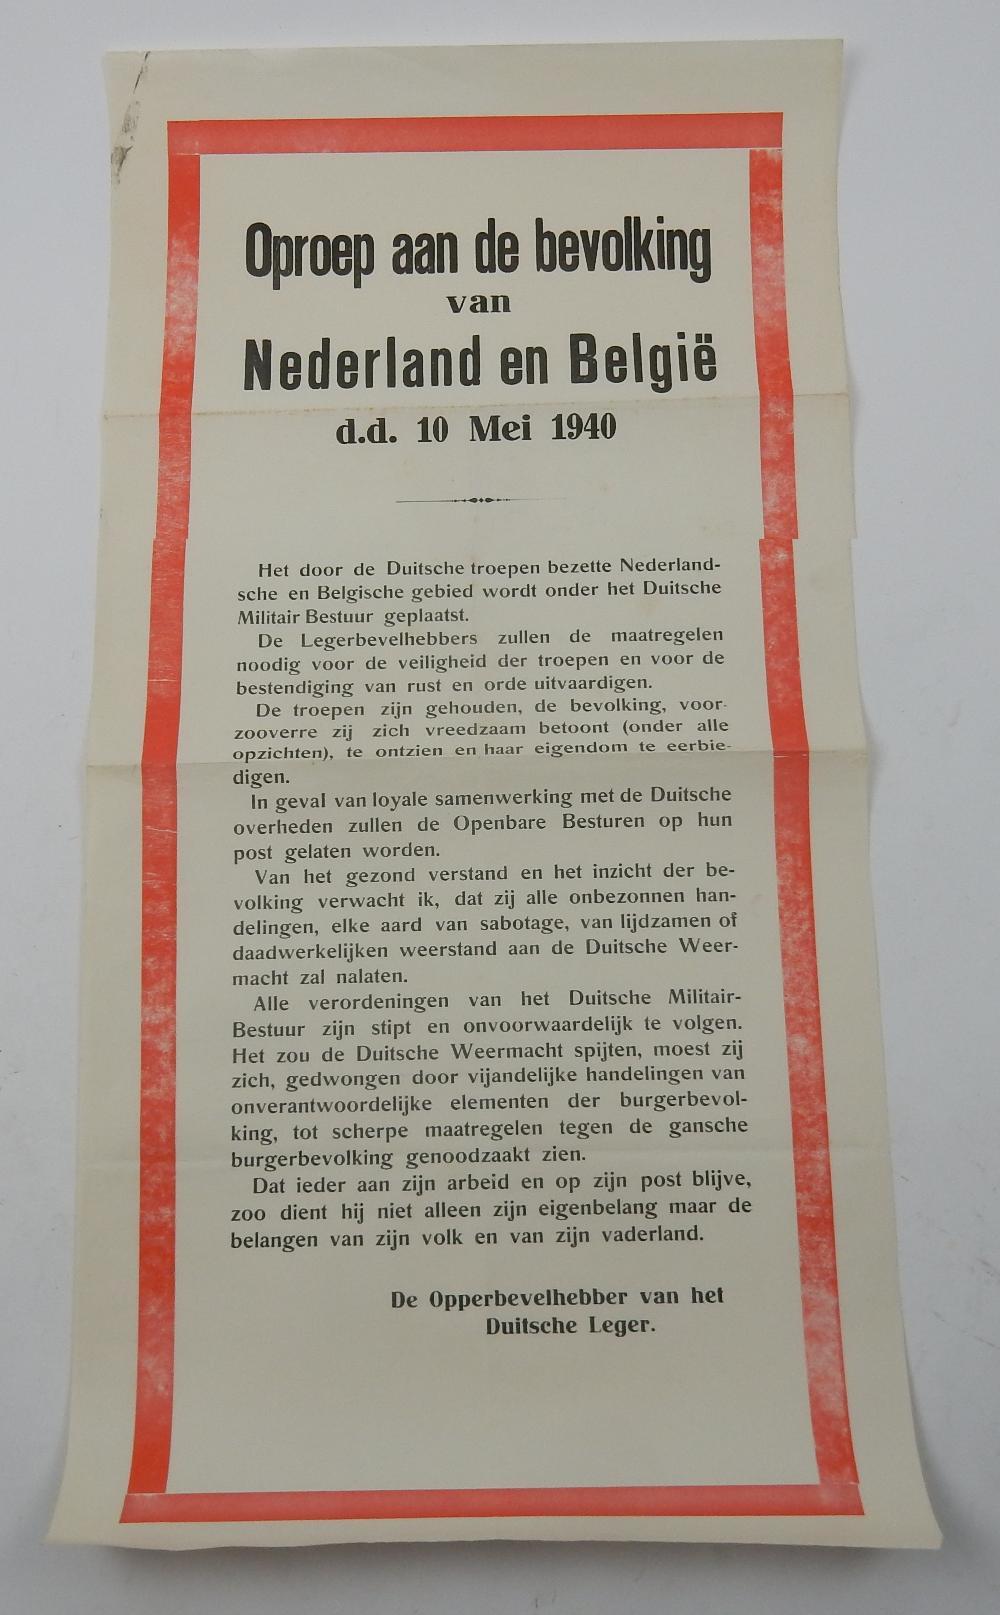 Oproep aan de bevolking
van
Nederland en België
d.d. 10 Mei 1940
Het door de Duitsche troepen bezette Nederland-
sche en Belgische gebied wordt onder het Duitsche
Militair Bestuur geplaatst.
De Legerbevelhebbers zullen de maatregelen
noodig voor de veiligheid der troepen en voor de
bestendiging van rust en orde uitvaardigen.
De troepen zijn gehouden, de bevolking, voor-
zooverre zij zich vreedzaam betoont (onder alle
opzichten), te ontzien en haar eigendom te eerbie-
digen.
In geval van loyale samenwerking met de Duitsche
overheden zullen de Openbare Besturen op hun
post gelaten worden.
Van het gezond verstand en het inzicht der be-
volking verwacht ik, dat zij alle onbezonnen han-
delingen, elke aard van sabotage, van lijdzamen of
daadwerkelijken weerstand aan de Duitsche Weer-
macht zal nalaten.
Alle verordeningen van het Duitsche Militair-
Bestuur zijn stipt en onvoorwaardelijk te volgen.
Het zou de Duitsche Weermacht spijten, moest zij
zich, gedwongen door vijandelijke handelingen van
onverantwoordelijke elementen der burgerbevol-
king, tot scherpe maatregelen tegen de gansche
burgerbevolking genoodzaakt zien.
Dat ieder aan zijn arbeid en op zijn post blijve,
zoo dient hij niet alleen zijn eigenbelang maar de
belangen van zijn volk en van zijn vaderland.
De Opperbevelhebber van het
Duitsche Leger.